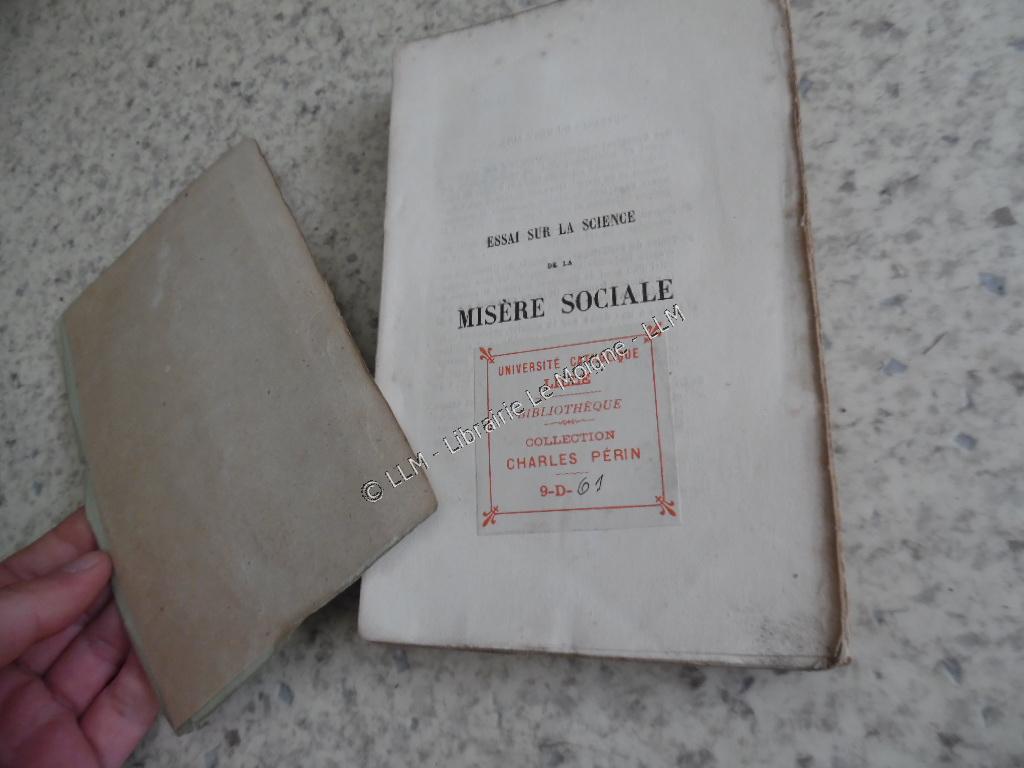 ESSAI SUR LA SCIENCE
DE LA
MISÈRE SOCIALE
UNIVERSITÉ CATHOLIQUE
LILLE
BIBLIOTHÈQUE
COLLECTION
CHARLES PÉRIN
9-D-61
© LLM - Librairie Le Moigne - LLM